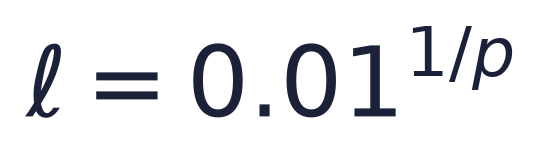 ℓ = 0.01^{1/p}